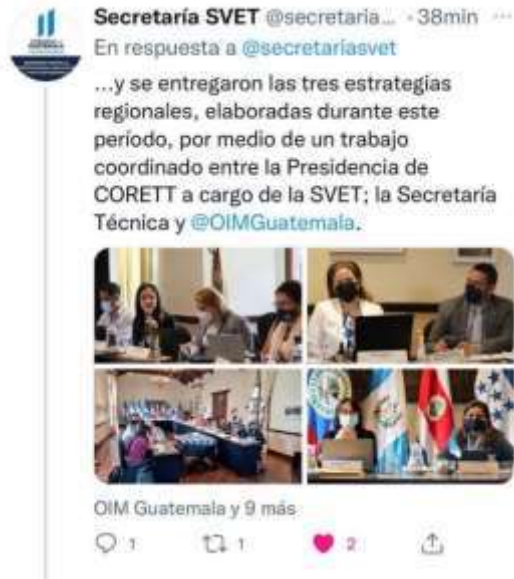 Secretaría SVET @secretaria... · 38min ...
En respuesta a @secretariasvet
...y se entregaron las tres estrategias
regionales, elaboradas durante este
período, por medio de un trabajo
coordinado entre la Presidencia de
CORETT a cargo de la SVET; la Secretaría
Técnica y @OIMGuatemala.
OIM Guatemala y 9 más
1 1 2